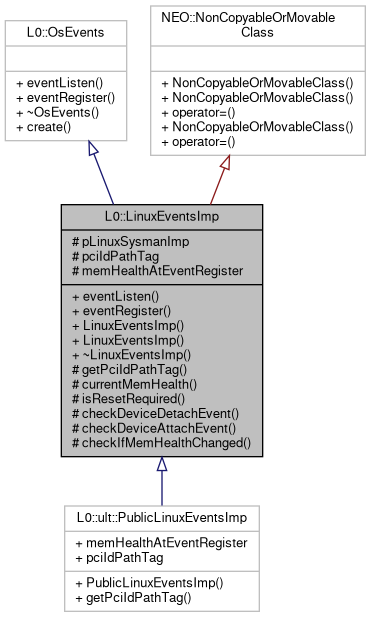 L0::OsEvents
+ eventListen()
+ eventRegister()
+ ~OsEvents()
+ create()
NEO::NonCopyableOrMovable
Class
+ NonCopyableOrMovableClass()
+ NonCopyableOrMovableClass()
+ operator=()
+ NonCopyableOrMovableClass()
+ operator=()
L0::LinuxEventsImp
# pLinuxSysmanImp
# pciIdPathTag
# memHealthAtEventRegister
+ eventListen()
+ eventRegister()
+ LinuxEventsImp()
+ LinuxEventsImp()
+ ~LinuxEventsImp()
# getPciIdPathTag()
# currentMemHealth()
# isResetRequired()
# checkDeviceDetachEvent()
# checkDeviceAttachEvent()
# checkIfMemHealthChanged()
L0::ult::PublicLinuxEventsImp
+ memHealthAtEventRegister
+ pciIdPathTag
+ PublicLinuxEventsImp()
+ getPciIdPathTag()